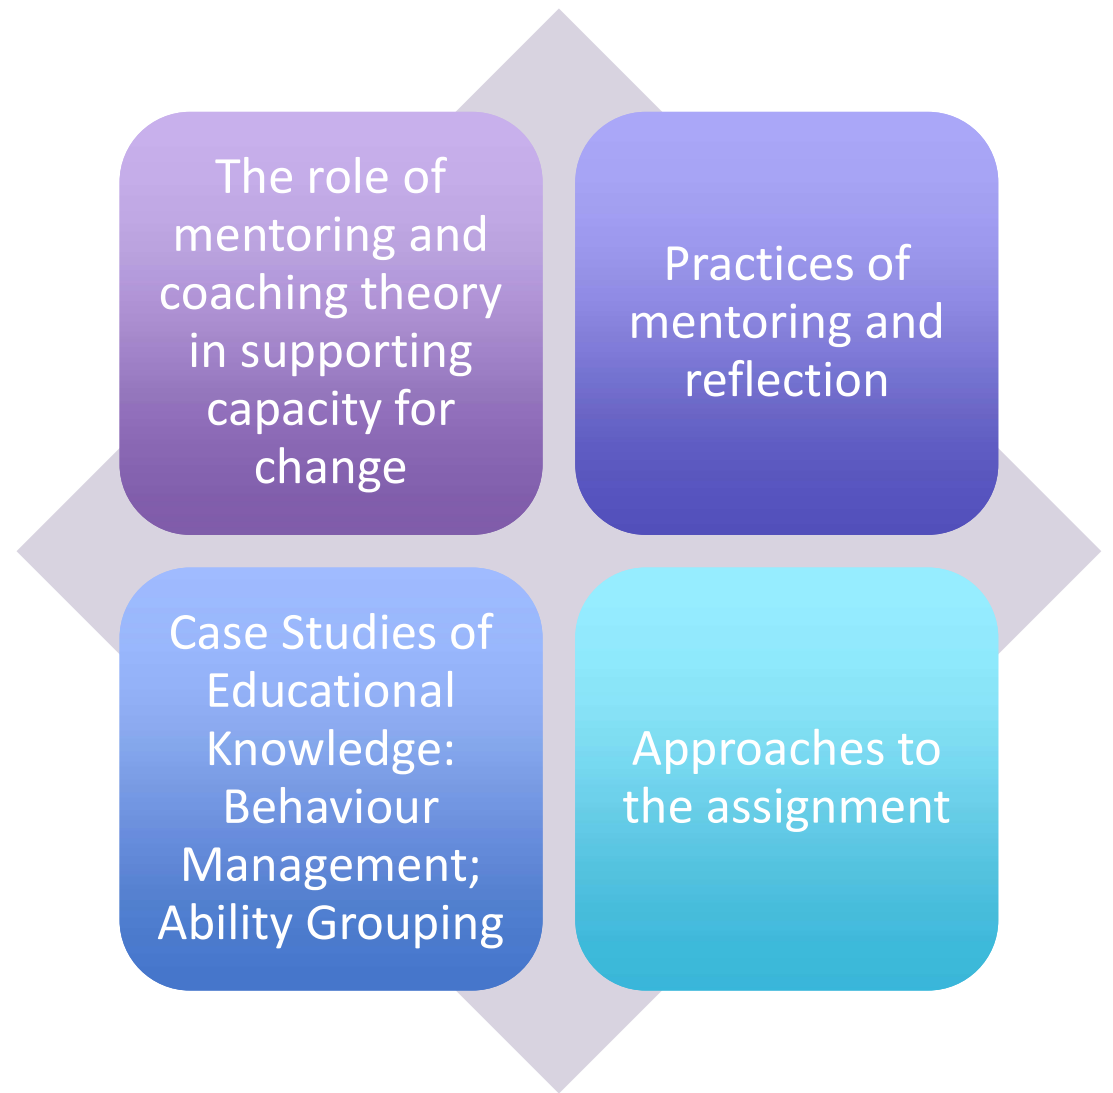 The role of
mentoring and
coaching theory
in supporting
capacity for
change
Practices of
mentoring and
reflection
Case Studies of
Educational
Knowledge:
Behaviour
Management;
Ability Grouping
Approaches to
the assignment